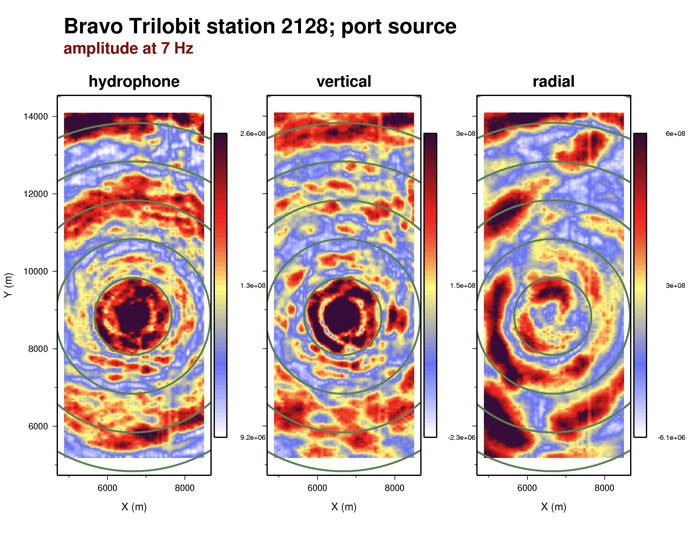 Bravo Trilobit station 2128; port source
amplitude at 7 Hz
hydrophone vertical radial
14000
12000
10000
8000
6000
Y (m)
2.6e+08
1.3e+08
9.2e+06
3e+08
1.5e+08
-2.3e+06
6e+08
3e+08
-6.1e+06
6000 8000 6000 8000 6000 8000
X (m) X (m) X (m)